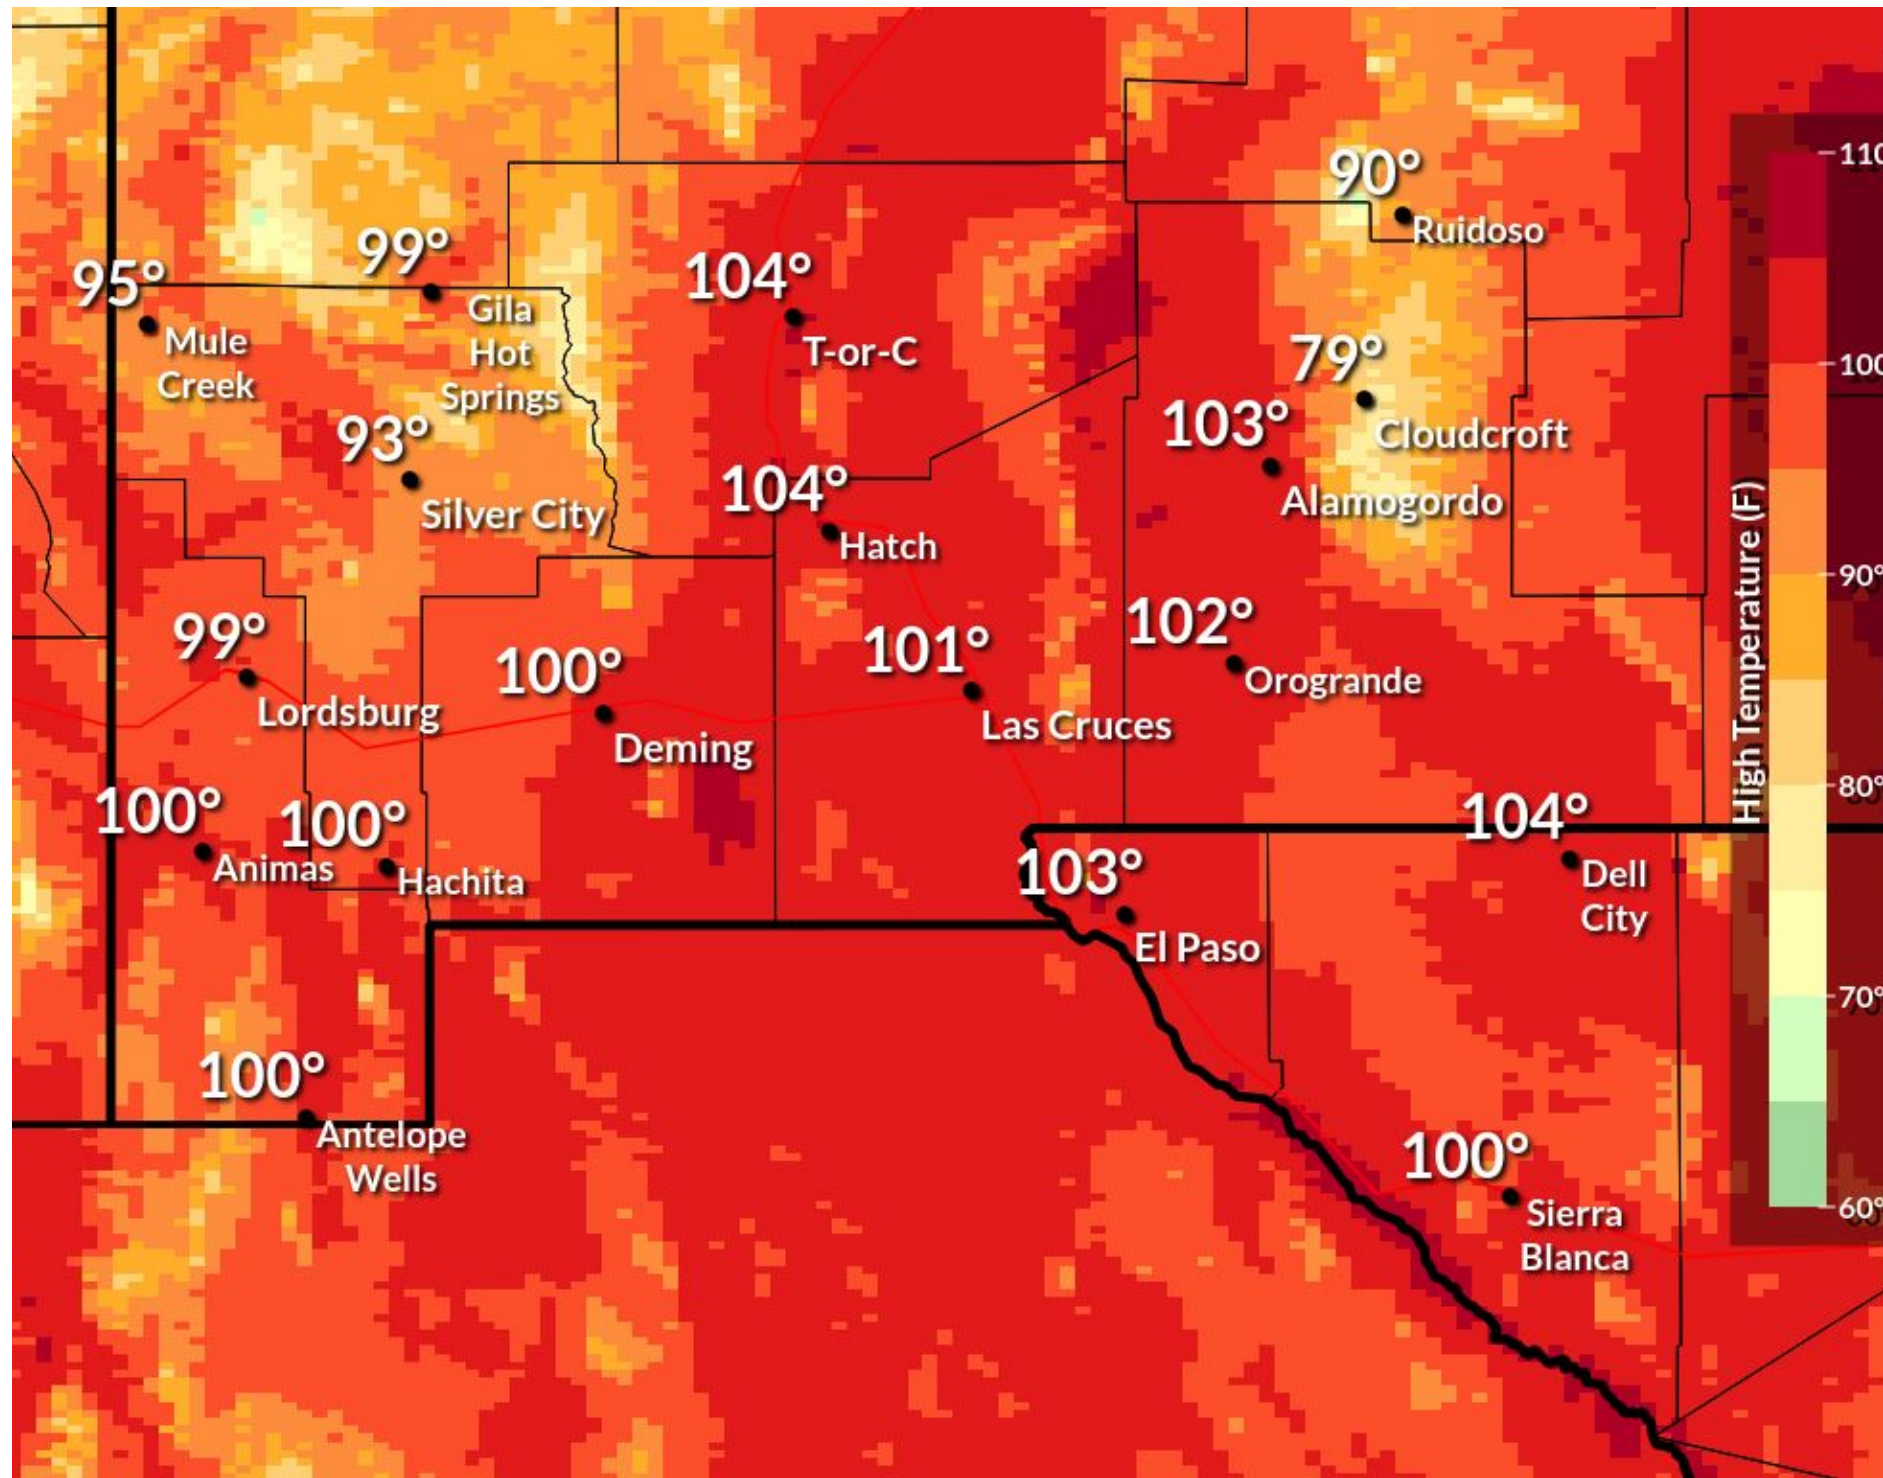 90°
Ruidoso
99°
Gila
Hot
Springs
95°
Mule
Creek
104°
T-or-C
79°
Cloudcroft
103°
Alamogordo
93°
Silver City
104°
Hatch
99°
Lordsburg
100°
Deming
101°
Las Cruces
102°
Orogrande
100°
Animas
100°
Hachita
103°
El Paso
104°
Dell
City
100°
Antelope
Wells
100°
Sierra
Blanca
High Temperature (F)
110
100
90°
80°
70°
60°